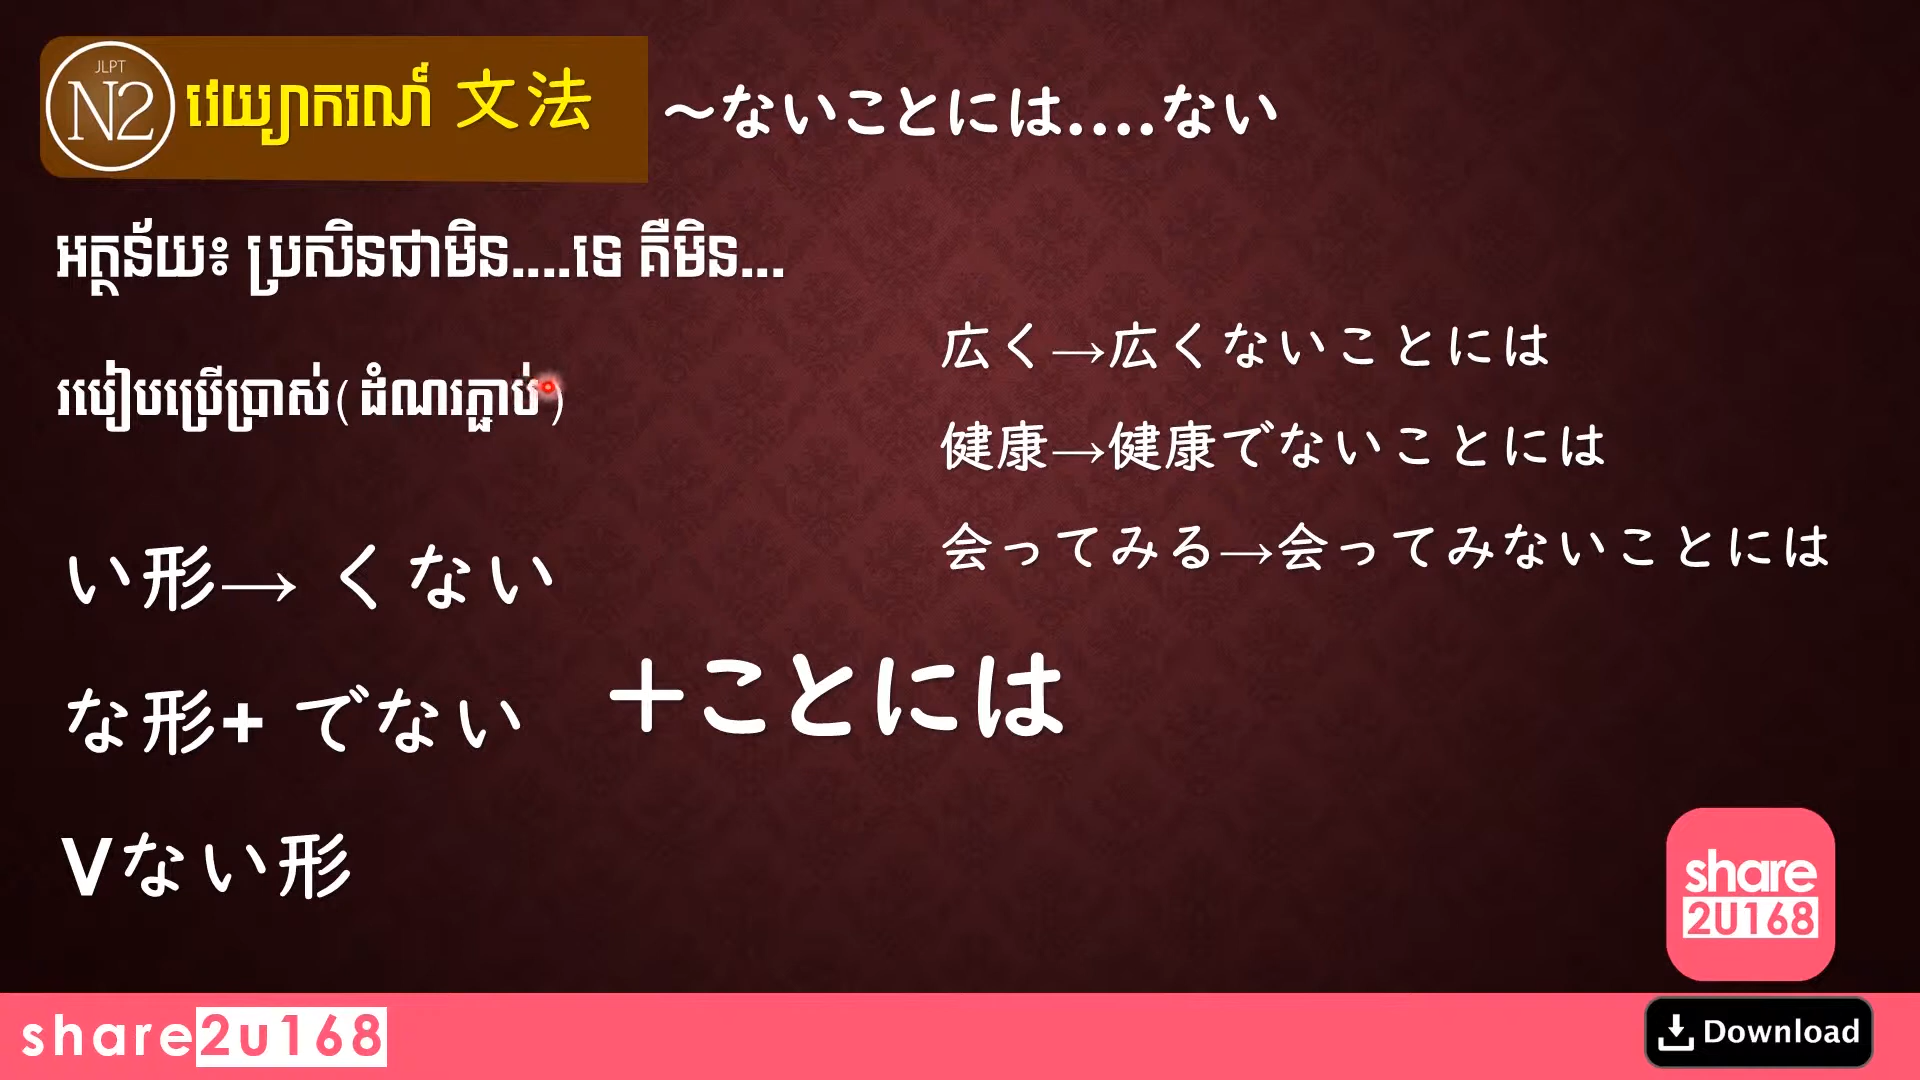 JLPT
N2
វេយ្យាករណ៍ 文法
～ないことには....ない
អត្ថន័យ៖ ប្រសិនជាមិន....ទេ គឺមិន...
របៀបប្រើប្រាស់(ដំណរភ្ជាប់)
い形→ くない
な形+ でない
Vない形
＋ことには
広く→広くないことには
健康→健康でないことには
会ってみる→会ってみないことには
share
2U168
share2u168
Download